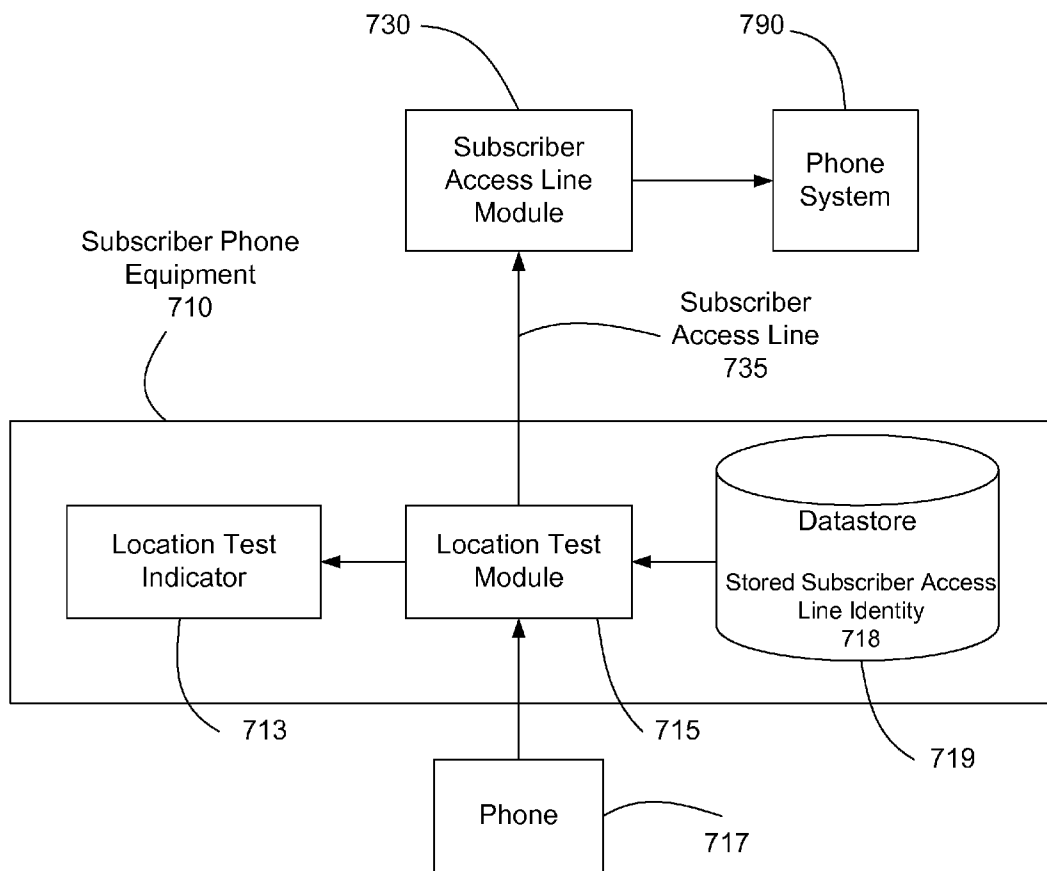 730
790
Subscriber
Access Line
Module
Phone
System
Subscriber Phone
Equipment
710
Subscriber
Access Line
735
Location Test
Indicator
Location Test
Module
Datastore
Stored Subscriber Access
Line Identity
718
713
715
719
Phone
717